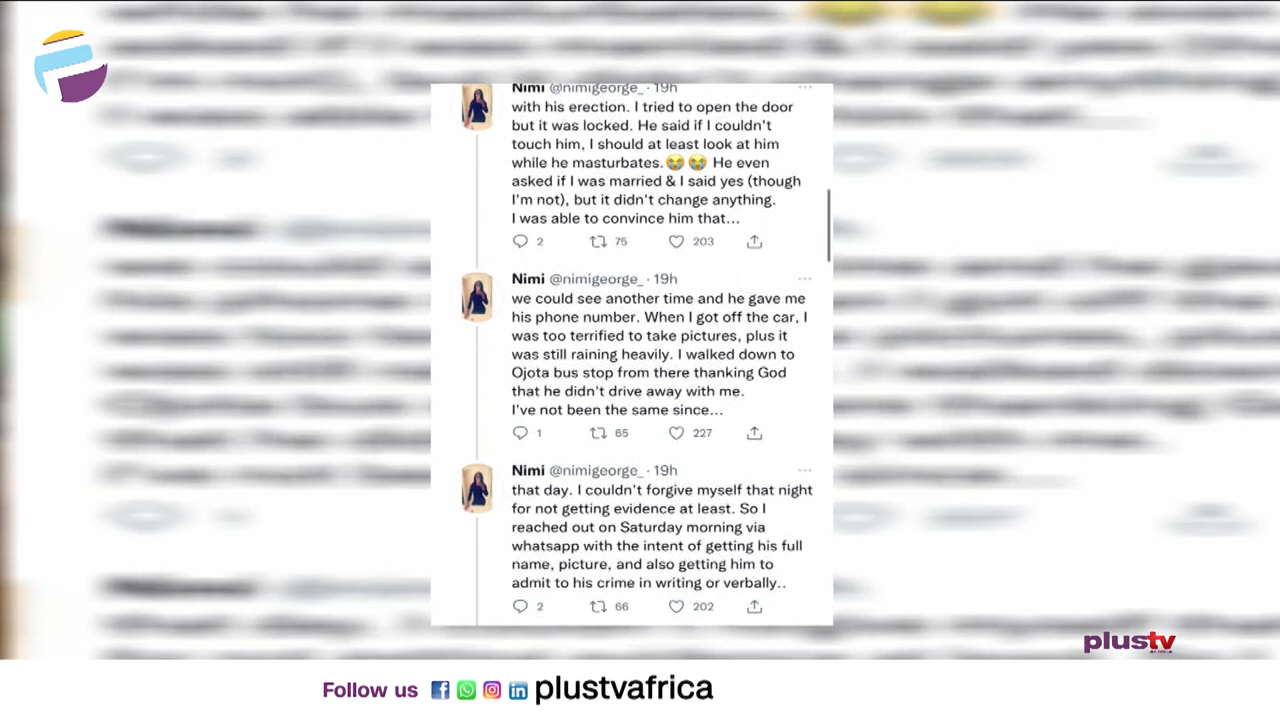 Nimi @nimigeorge_ · 19h
with his erection. I tried to open the door
but it was locked. He said if I couldn't
touch him, I should at least look at him
while he masturbates.😭😭 He even
asked if I was married & I said yes (though
I'm not), but it didn't change anything.
I was able to convince him that...
2 75 203
Nimi @nimigeorge_ · 19h
we could see another time and he gave me
his phone number. When I got off the car, I
was too terrified to take pictures, plus it
was still raining heavily. I walked down to
Ojota bus stop from there thanking God
that he didn't drive away with me.
I've not been the same since...
1 65 227
Nimi @nimigeorge_ · 19h
that day. I couldn't forgive myself that night
for not getting evidence at least. So I
reached out on Saturday morning via
whatsapp with the intent of getting his full
name, picture, and also getting him to
admit to his crime in writing or verbally..
2 66 202
plustv
Follow us plustvafrica